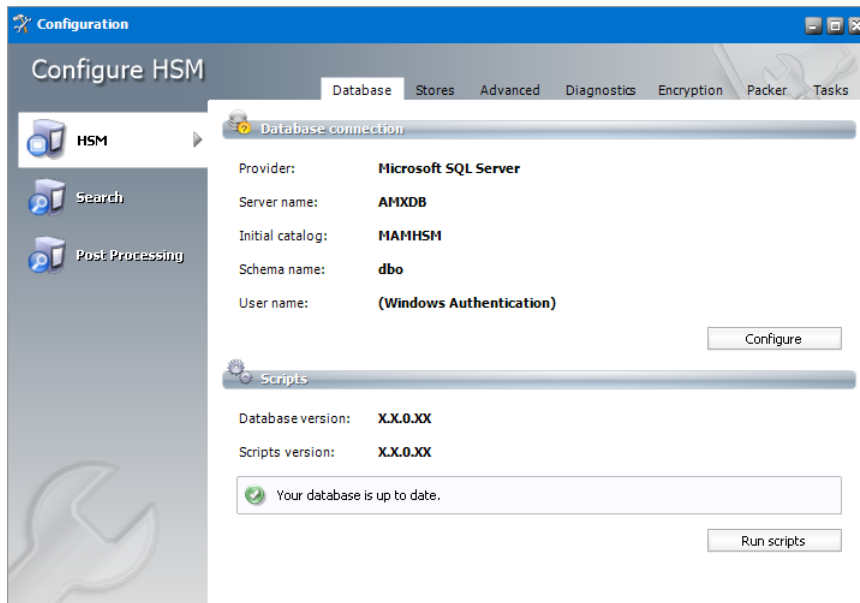 Configuration
Configure HSM
Database Stores Advanced Diagnostics Encryption Packer Tasks
HSM
Search
Post Processing
Database connection
Provider: Microsoft SQL Server
Server name: AMXDB
Initial catalog: MAMHSM
Schema name: dbo
User name: (Windows Authentication)
Configure
Scripts
Database version: X.X.0.XX
Scripts version: X.X.0.XX
Your database is up to date.
Run scripts